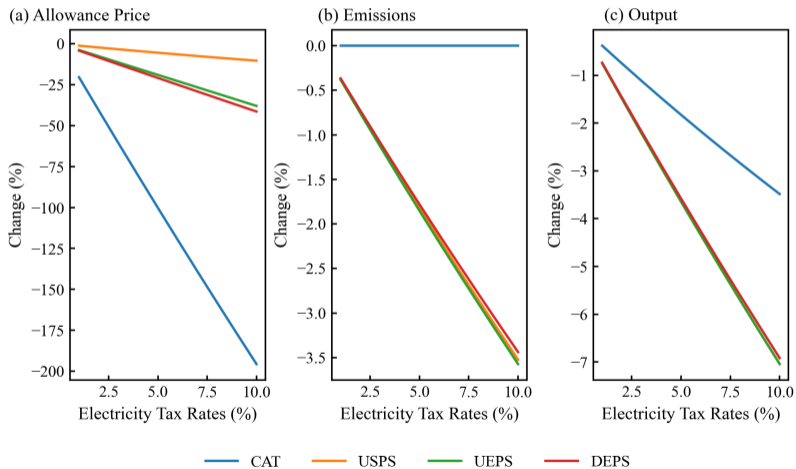 (a) Allowance Price
(b) Emissions
(c) Output
0
−25
−50
−75
−100
−125
−150
−175
−200
Change (%)
2.5 5.0 7.5 10.0
Electricity Tax Rates (%)
0.0
−0.5
−1.0
−1.5
−2.0
−2.5
−3.0
−3.5
Change (%)
2.5 5.0 7.5 10.0
Electricity Tax Rates (%)
−1
−2
−3
−4
−5
−6
−7
Change (%)
2.5 5.0 7.5 10.0
Electricity Tax Rates (%)
CAT USPS UEPS DEPS